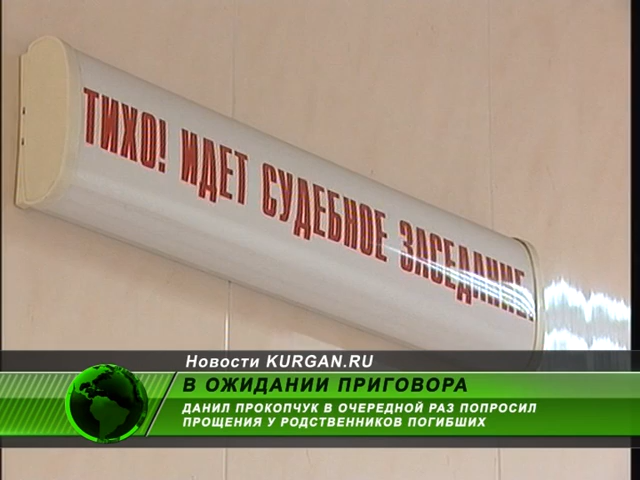 ТИХО! ИДЕТ СУДЕБНОЕ ЗАСЕДАНИЕ.
Новости KURGAN.RU
В ОЖИДАНИИ ПРИГОВОРА
ДАНИЛ ПРОКОПЧУК В ОЧЕРЕДНОЙ РАЗ ПОПРОСИЛ
ПРОЩЕНИЯ У РОДСТВЕННИКОВ ПОГИБШИХ